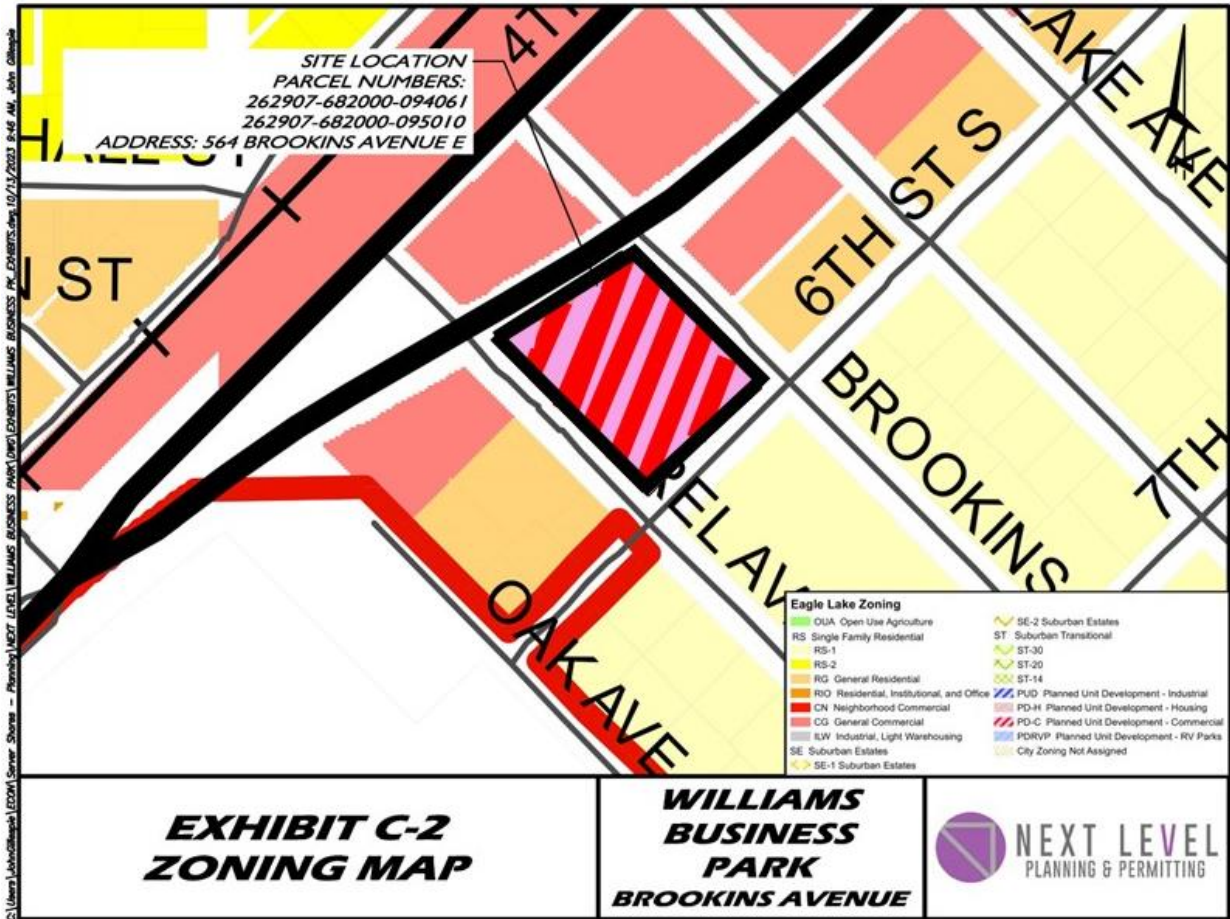 SITE LOCATION
PARCEL NUMBERS:
262907-682000-094061
262907-682000-095010
ADDRESS: 564 BROOKINS AVENUE E
4TH
LAKE AVE
HALL ST
N ST
6TH ST S
BROOKINS
7TH
REL AV
OAK AVE
Eagle Lake Zoning
OUA Open Use Agriculture
RS Single Family Residential
RS-1
RS-2
RG General Residential
RIO Residential, Institutional, and Office
CN Neighborhood Commercial
CG General Commercial
ILW Industrial, Light Warehousing
SE Suburban Estates
SE-1 Suburban Estates
SE-2 Suburban Estates
ST Suburban Transitional
ST-30
ST-20
ST-14
PUD Planned Unit Development - Industrial
PD-H Planned Unit Development - Housing
PD-C Planned Unit Development - Commercial
PDRVP Planned Unit Development - RV Parks
City Zoning Not Assigned
EXHIBIT C-2
ZONING MAP
WILLIAMS
BUSINESS
PARK
BROOKINS AVENUE
NEXT LEVEL
PLANNING & PERMITTING